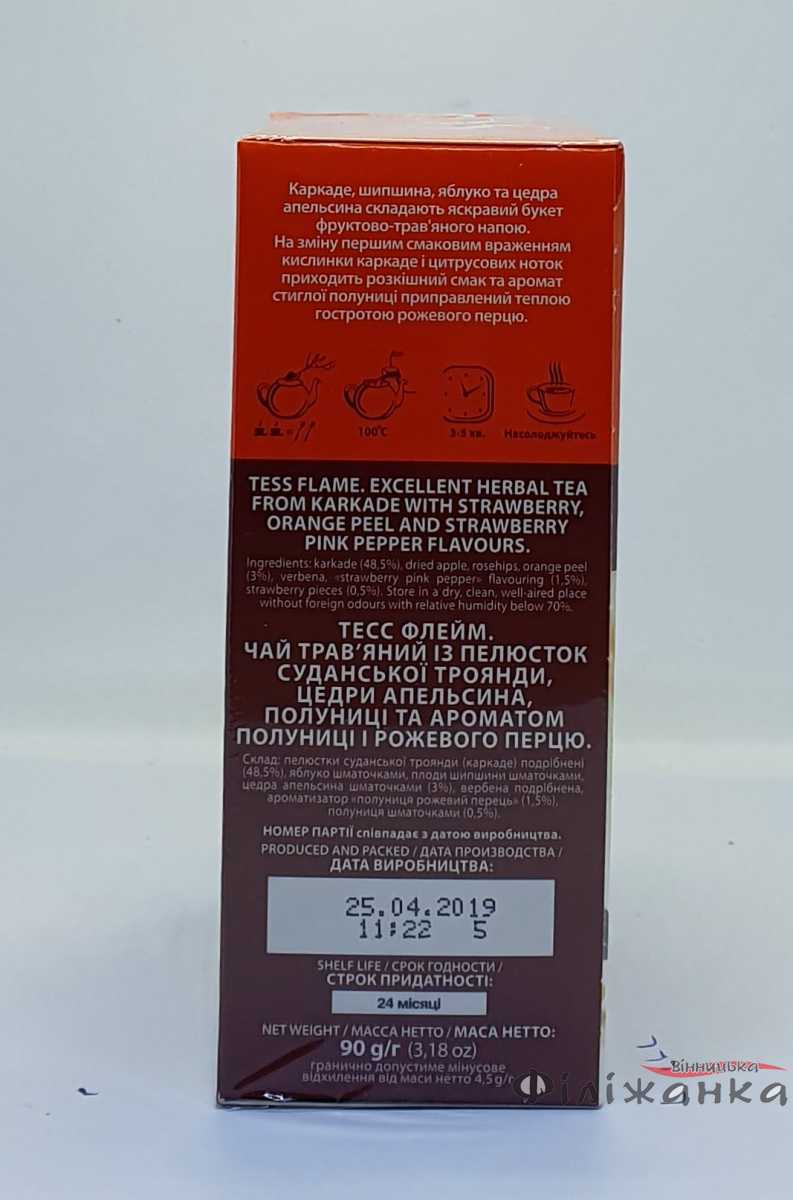 Каркаде, шипшина, яблуко та цедра
апельсина складають яскравий букет
фруктово-трав'яного напою.
На зміну першим смаковим враженням
кислинки каркаде і цитрусових ноток
приходить розкішний смак та аромат
стиглої полуниці приправлений теплою
гостротою рожевого перцю.
100°C
3-5 хв.
Насолоджуйтесь
TESS FLAME. EXCELLENT HERBAL TEA
FROM KARKADE WITH STRAWBERRY,
ORANGE PEEL AND STRAWBERRY
PINK PEPPER FLAVOURS.
Ingredients: karkade (48,5%), dried apple, rosehips, orange peel
(3%), verbena, «strawberry pink pepper» flavouring (1,5%),
strawberry pieces (0,5%). Store in a dry, clean, well-aired place
without foreign odours with relative humidity below 70%.
ТЕСС ФЛЕЙМ.
ЧАЙ ТРАВ’ЯНИЙ ІЗ ПЕЛЮСТОК
СУДАНСЬКОЇ ТРОЯНДИ,
ЦЕДРИ АПЕЛЬСИНА,
ПОЛУНИЦІ ТА АРОМАТОМ
ПОЛУНИЦІ І РОЖЕВОГО ПЕРЦЮ.
Склад: пелюстки суданської троянди (каркаде) подрібнені
(48,5%), яблуко шматочками, плоди шипшини шматочками,
цедра апельсина шматочками (3%), вербена подрібнена,
ароматизатор «полуниця рожевий перець» (1,5%),
полуниця шматочками (0,5%).
НОМЕР ПАРТІЇ співпадає з датою виробництва.
PRODUCED AND PACKED / ДАТА ПРОИЗВОДСТВА /
ДАТА ВИРОБНИЦТВА:
25.04.2019
11:22 5
SHELF LIFE / СРОК ГОДНОСТИ /
СТРОК ПРИДАТНОСТІ:
24 місяці
NET WEIGHT / МАССА НЕТТО / МАСА НЕТТО:
90 g/г (3,18 oz)
гранично допустиме мінусове
відхилення від маси нетто 4,5g/г
Вінницька
Філіжанка